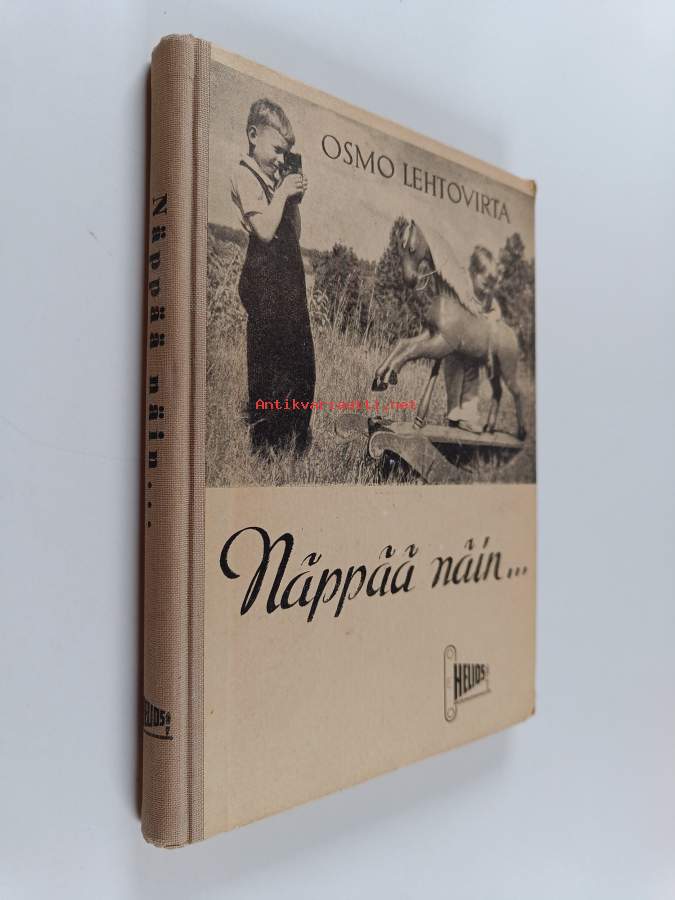 OSMO LEHTOVIRTA
Näppää näin...
HELIOS
Näppää näin...
HELIOS
Antikvariaatti.net